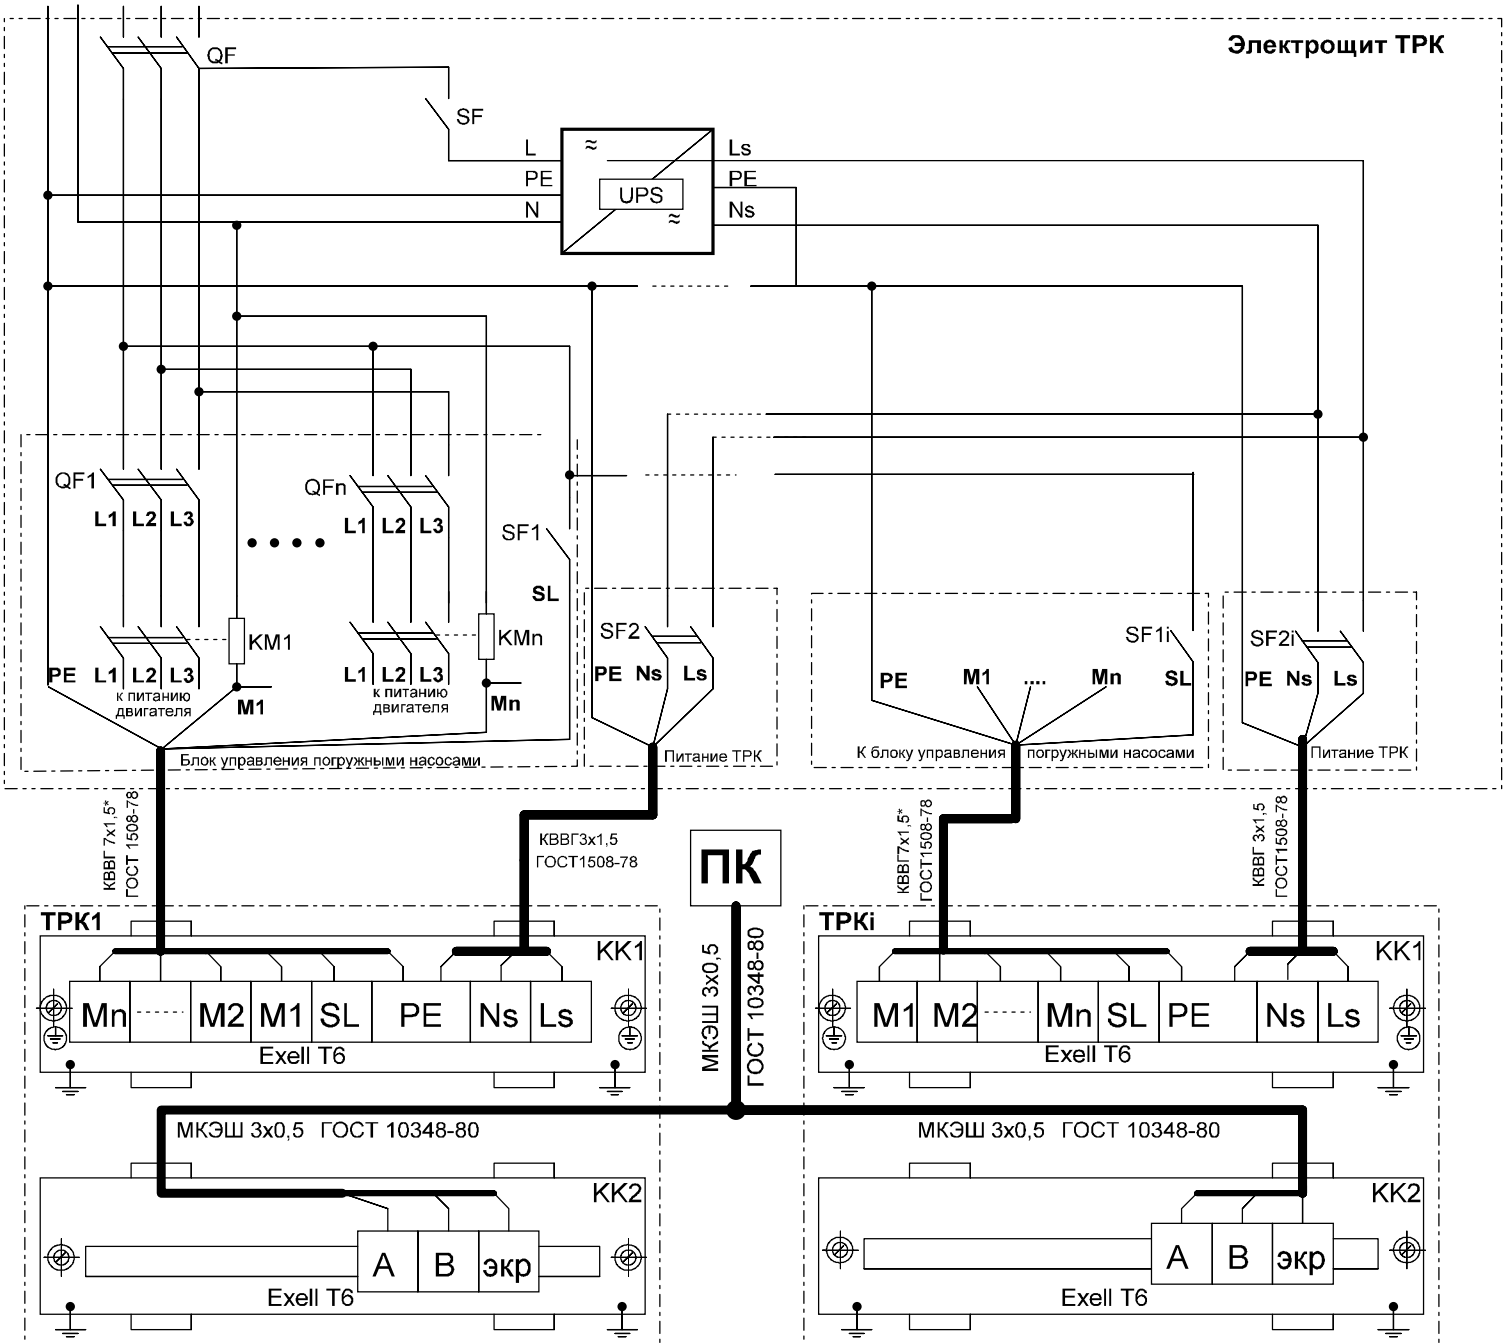 Электрощит ТРК
QF
SF
L
PE
N
≈
UPS
≈
Ls
PE
Ns
QF1
L1 L2 L3
QFn
L1 L2 L3
SF1
SL
KM1
KMn
PE L1 L2 L3
к питанию
двигателя
M1
L1 L2 L3
к питанию
двигателя
Mn
Блок управления погружными насосами
SF2
PE Ns Ls
Питание ТРК
SF1i
PE M1 .... Mn SL
К блоку управления погружными насосами
SF2i
PE Ns Ls
Питание ТРК
КВВГ 7х1,5*
ГОСТ 1508-78
КВВГ3х1,5
ГОСТ1508-78
ПК
КВВГ7х1,5*
ГОСТ1508-78
КВВГ 3х1,5
ГОСТ1508-78
ТРК1
КК1
Mn M2 M1 SL PE Ns Ls
Exell T6
МКЭШ 3х0,5
ГОСТ 10348-80
ТРКi
КК1
M1 M2 Mn SL PE Ns Ls
Exell T6
МКЭШ 3х0,5 ГОСТ 10348-80
МКЭШ 3х0,5 ГОСТ 10348-80
КК2
A B экр
Exell T6
КК2
A B экр
Exell T6